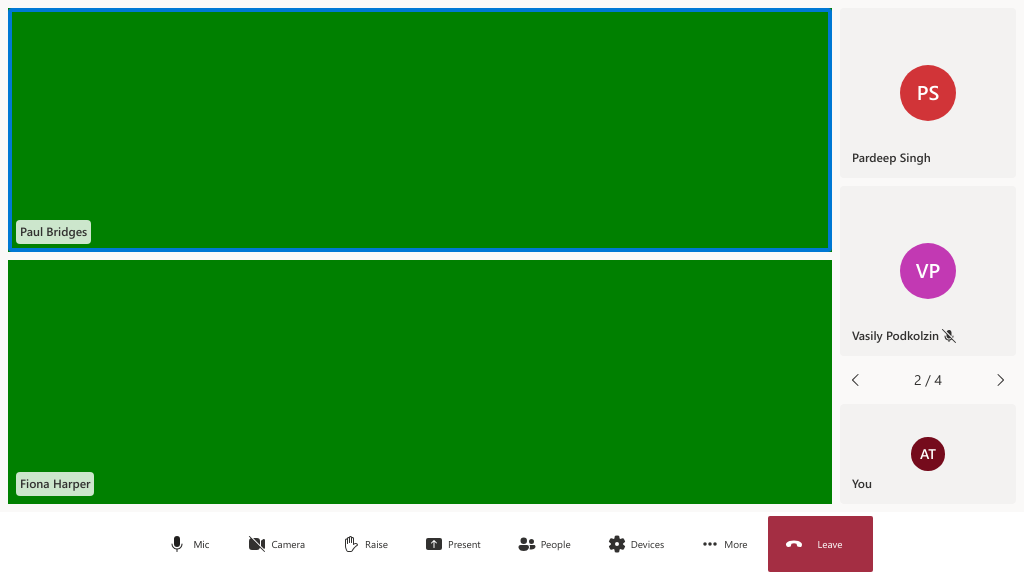 Paul Bridges
Fiona Harper
PS
Pardeep Singh
VP
Vasily Podkolzin
2 / 4
AT
You
Mic
Camera
Raise
Present
People
Devices
More
Leave